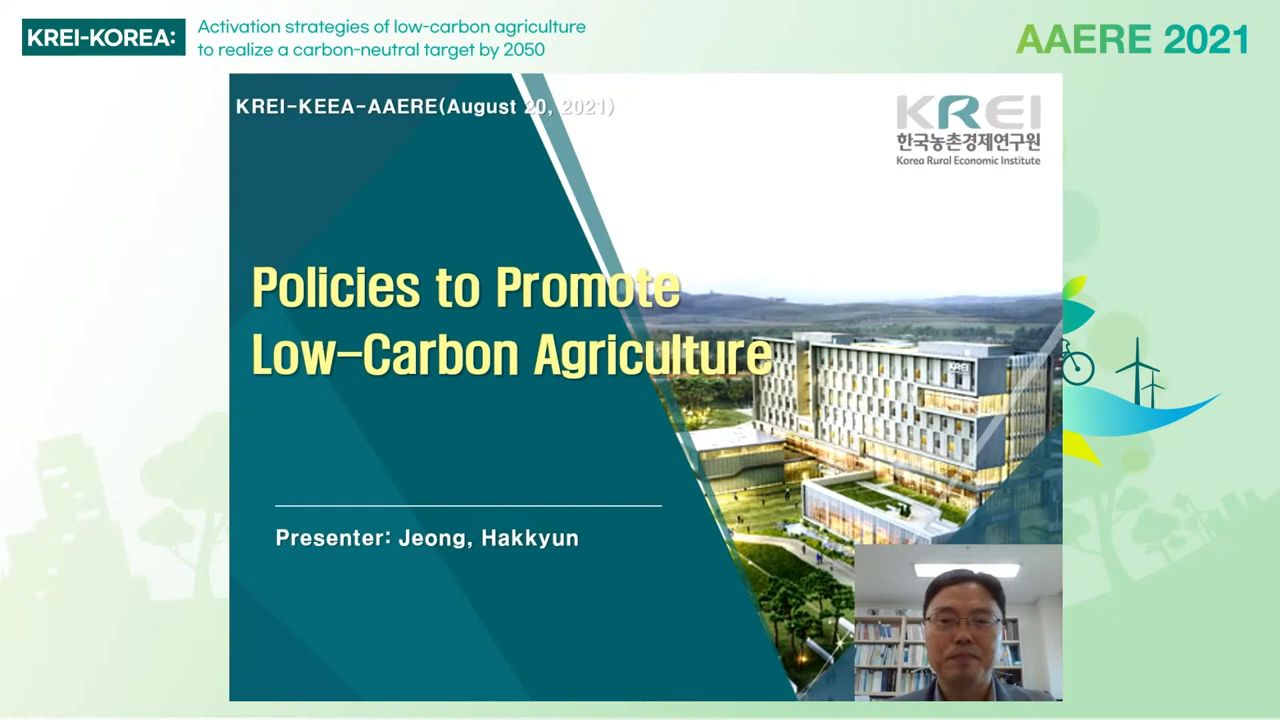 KREI-KOREA:
Activation strategies of low-carbon agriculture
to realize a carbon-neutral target by 2050
AAERE 2021
KREI-KEEA-AAERE(August 20, 2021)
KREI
한국농촌경제연구원
Korea Rural Economic Institute
Policies to Promote
Low-Carbon Agriculture
KREI
Presenter: Jeong, Hakkyun